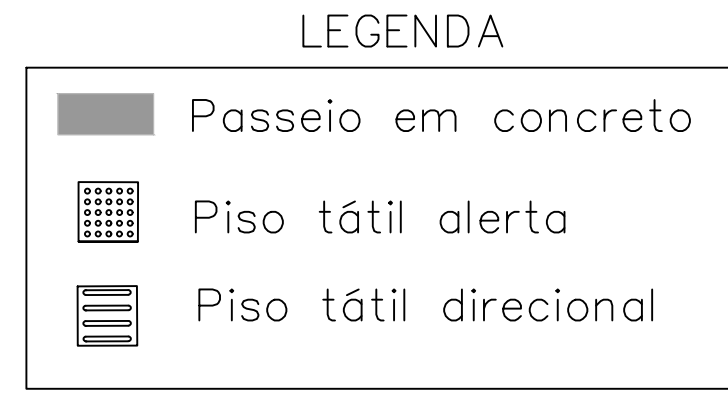 LEGENDA
Passeio em concreto
Piso tátil alerta
Piso tátil direcional